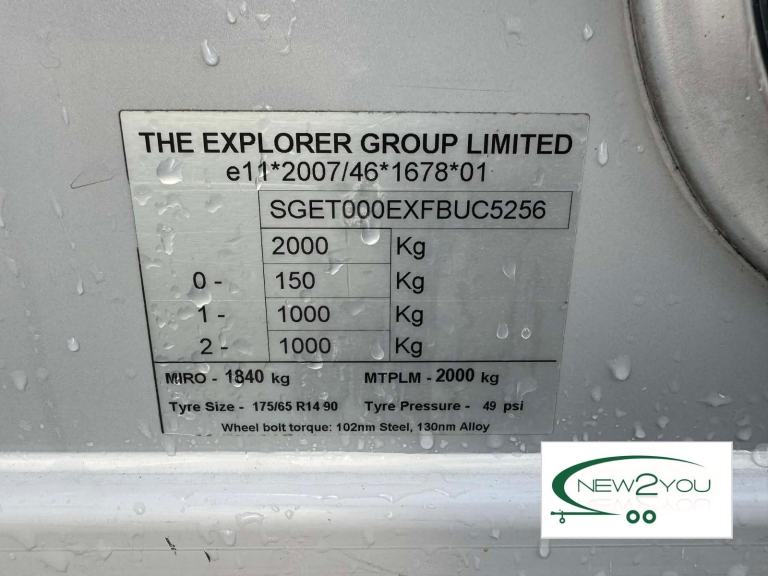 THE EXPLORER GROUP LIMITED
e11*2007/46*1678*01
SGET000EXFBUC5256
2000 Kg
0 - 150 Kg
1 - 1000 Kg
2 - 1000 Kg
MIRO - 1840 kg MTPLM - 2000 kg
Tyre Size - 175/65 R14 90 Tyre Pressure - 49 psi
Wheel bolt torque: 102nm Steel, 130nm Alloy
NEW2YOU